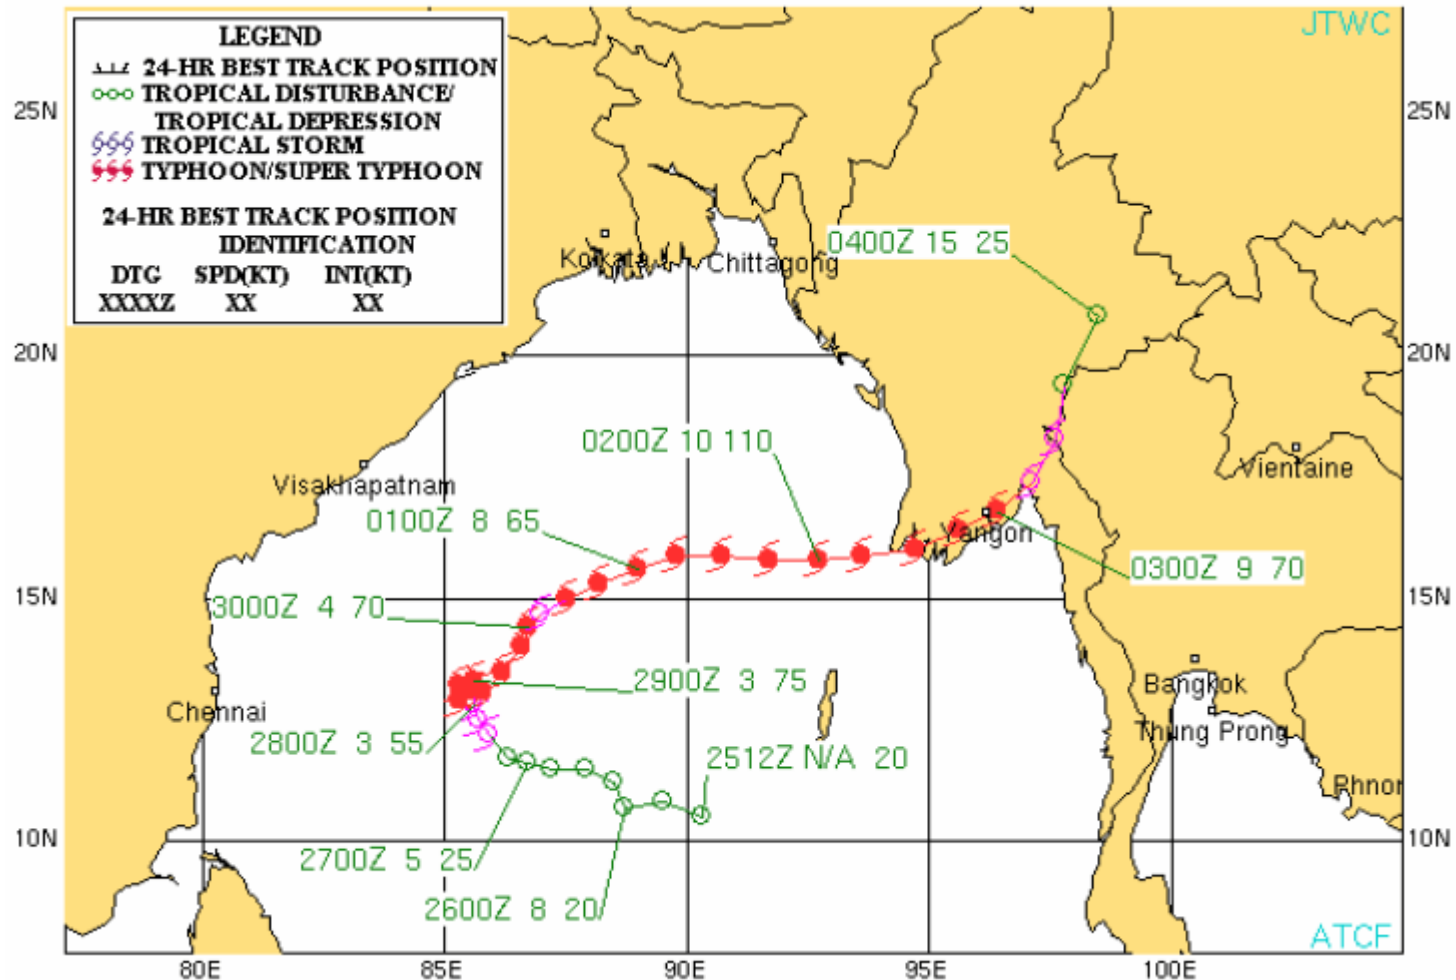 LEGEND
24-HR BEST TRACK POSITION
TROPICAL DISTURBANCE/
TROPICAL DEPRESSION
TROPICAL STORM
TYPHOON/SUPER TYPHOON
24-HR BEST TRACK POSITION
IDENTIFICATION
DTG SPD(KT) INT(KT)
XXXXZ XX XX
JTWC
25N 25N
0400Z 15 25
Kolkata Chittagong
20N 20N
0200Z 10 110
Vientaine
Visakhapatnam
0100Z 8 65
Yangon
0300Z 9 70
3000Z 4 70
15N 15N
2900Z 3 75
Bangkok
Chennai
Thung Prong
2800Z 3 55
2512Z N/A 20
Phnor
10N 10N
2700Z 5 25
2600Z 8 20
ATCF
80E 85E 90E 95E 100E